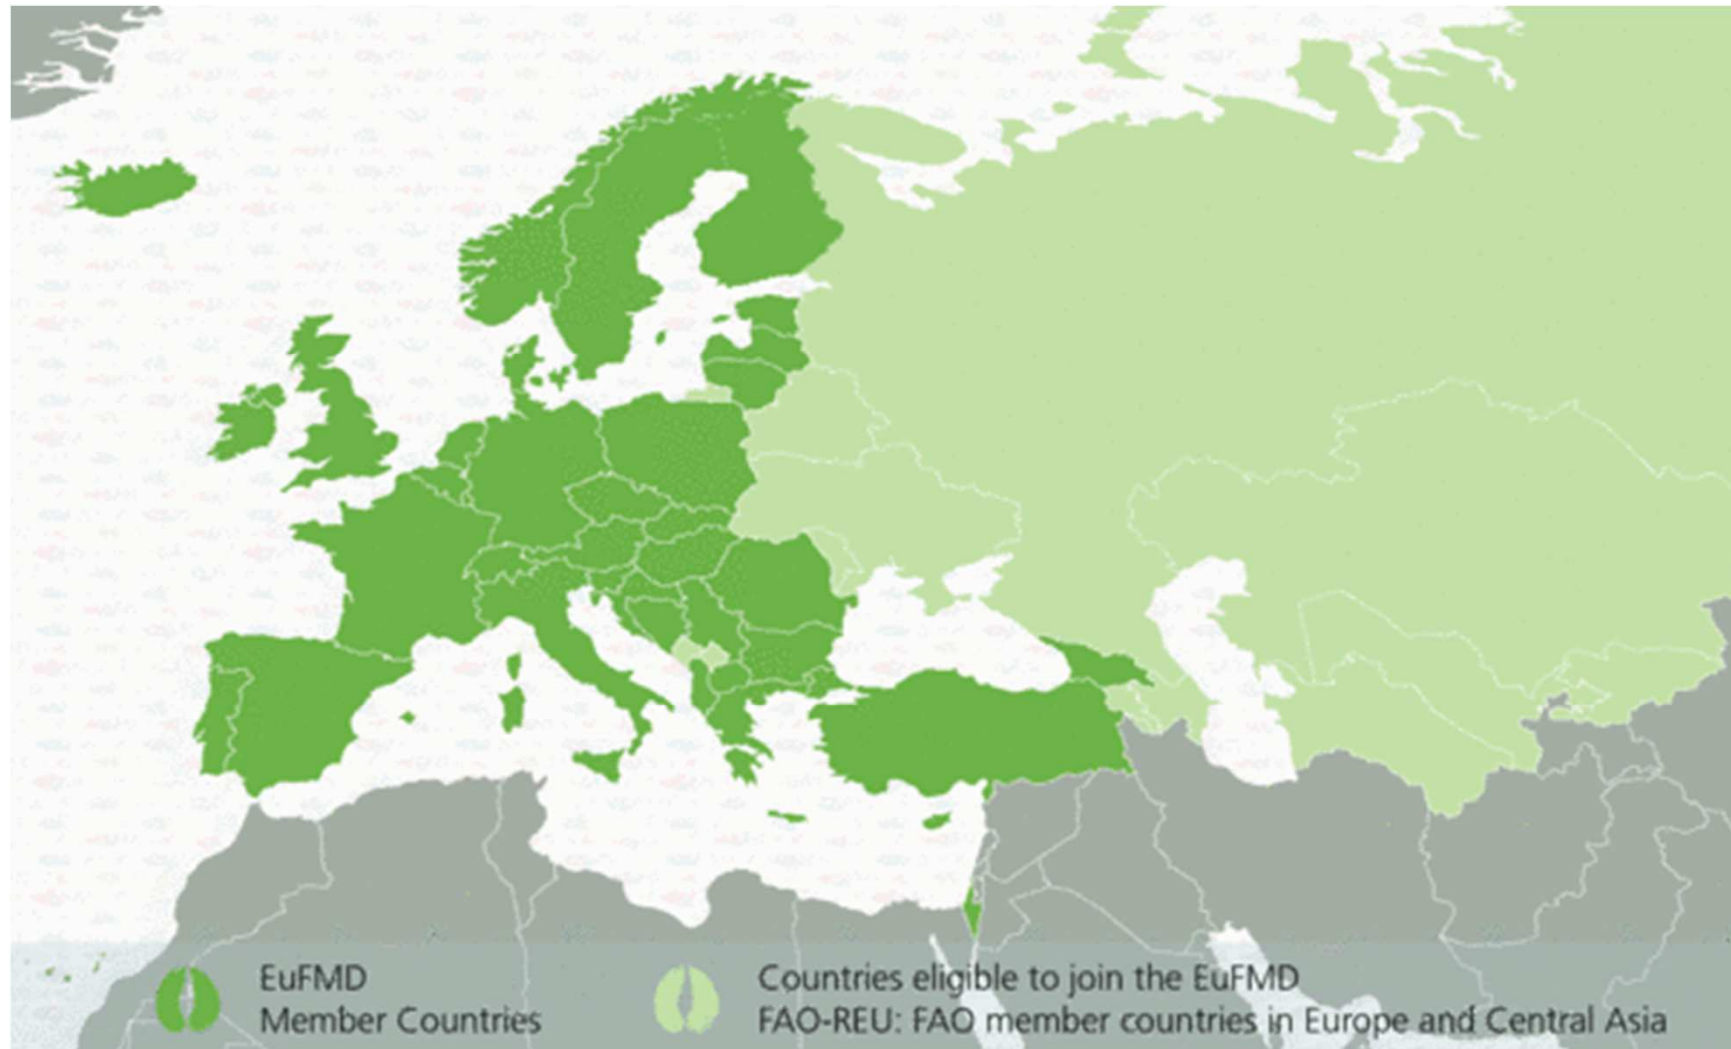 EuFMD
Member Countries
Countries eligible to join the EuFMD
FAO-REU: FAO member countries in Europe and Central Asia